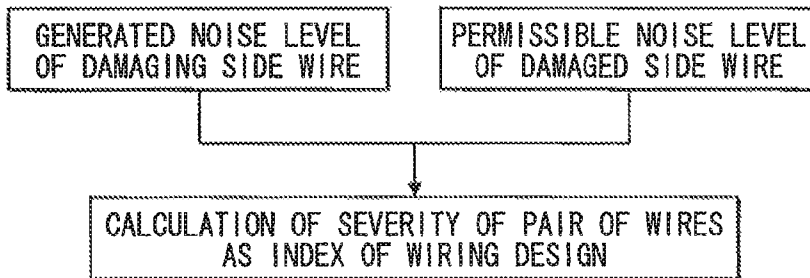 GENERATED NOISE LEVEL
OF DAMAGING SIDE WIRE
PERMISSIBLE NOISE LEVEL
OF DAMAGED SIDE WIRE
CALCULATION OF SEVERITY OF PAIR OF WIRES
AS INDEX OF WIRING DESIGN